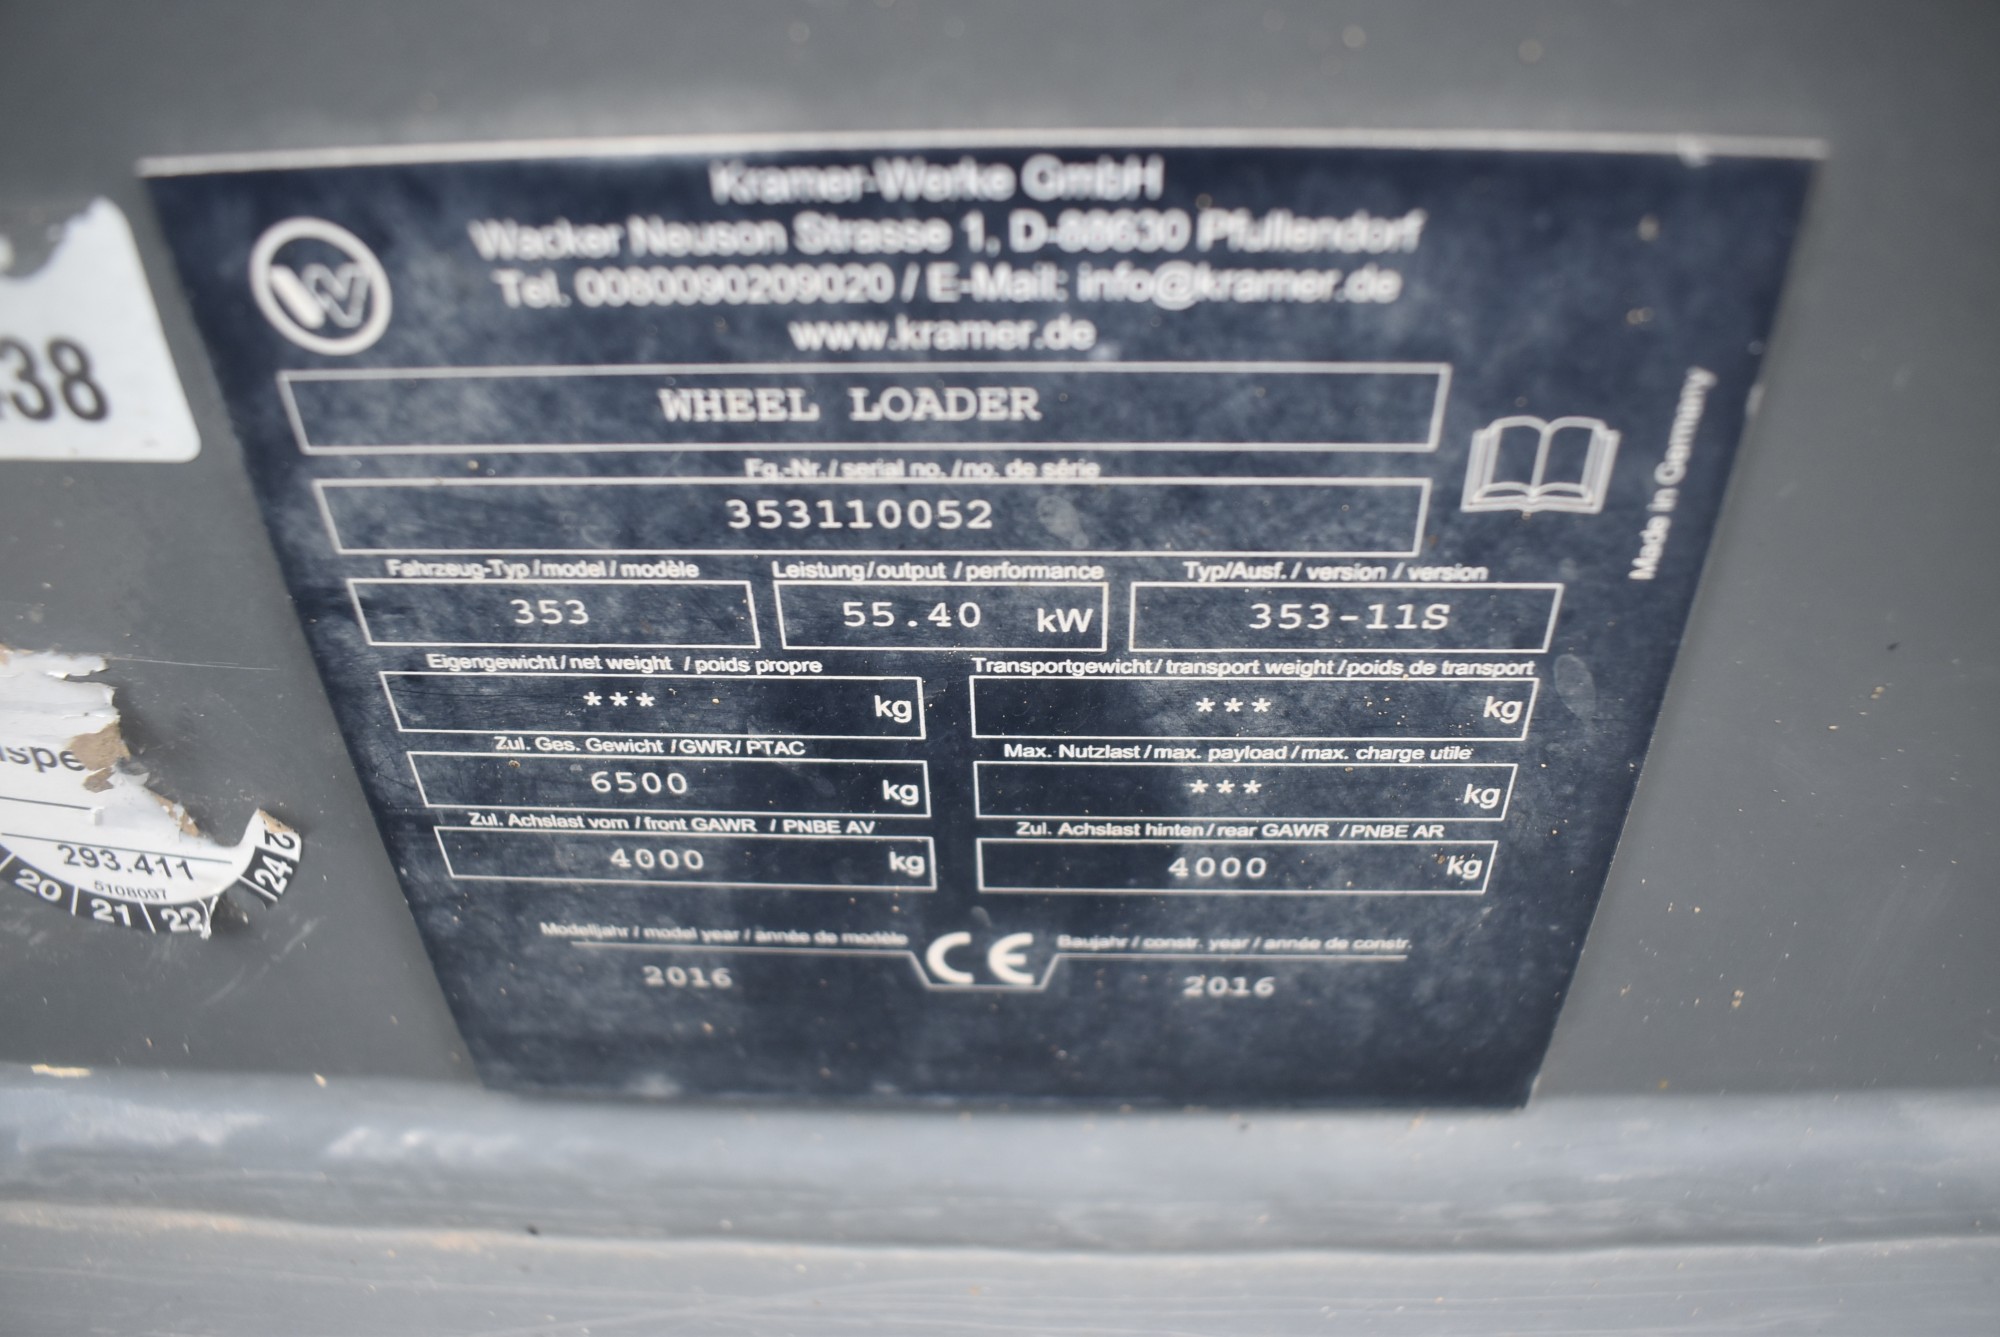 Kramer-Werke GmbH
Wacker Neuson Strasse 1, D-88630 Pfullendorf
Tel. 0080090209020 / E-Mail: info@kramer.de
www.kramer.de
W
WHEEL LOADER
Fg.-Nr. / serial no. / no. de série
353110052
Made in Germany
Fahrzeug-Typ / model / modèle
353
Leistung / output / performance
55.40 kW
Typ/Ausf. / version / version
353-11S
Eigengewicht / net weight / poids propre
*** kg
Transportgewicht / transport weight / poids de transport
*** kg
Zul. Ges. Gewicht / GWR / PTAC
6500 kg
Max. Nutzlast / max. payload / max. charge utile
*** kg
Zul. Achslast vorn / front GAWR / PNBE AV
4000 kg
Zul. Achslast hinten / rear GAWR / PNBE AR
4000 kg
Modelljahr / model year / année de modèle
2016
CE
Baujahr / constr. year / année de constr.
2016
38
293.411
5108097
20 21 22 24